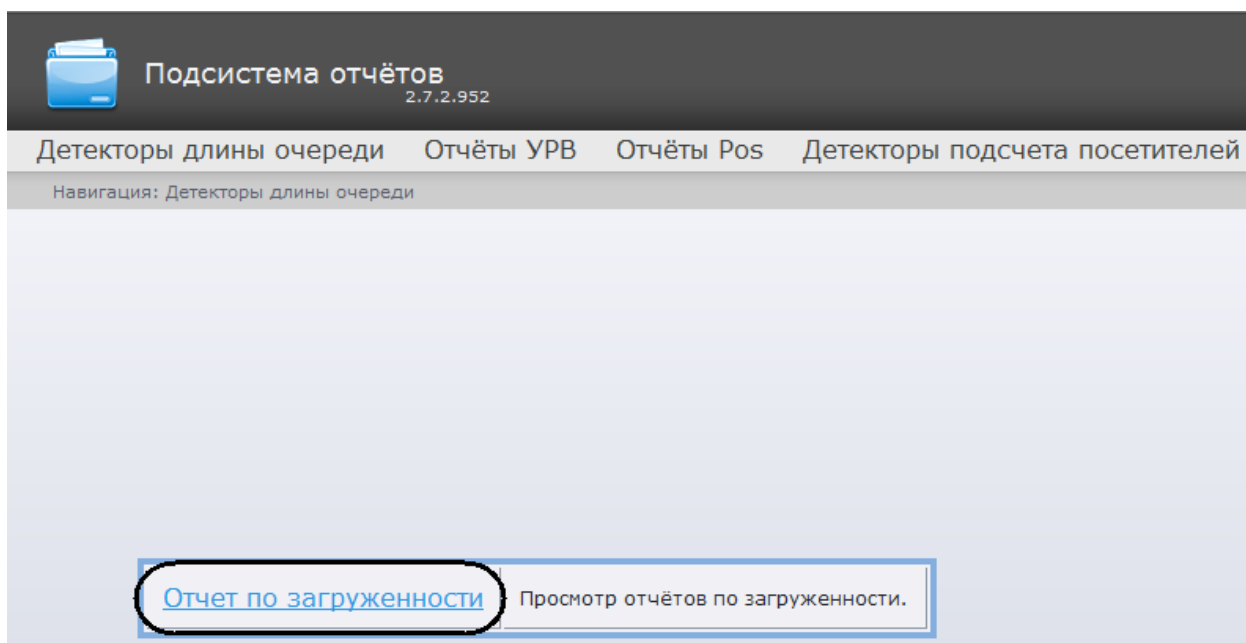 Подсистема отчётов
2.7.2.952
Детекторы длины очереди Отчёты УРВ Отчёты Pos Детекторы подсчета посетителей
Навигация: Детекторы длины очереди
Отчет по загруженности Просмотр отчётов по загруженности.